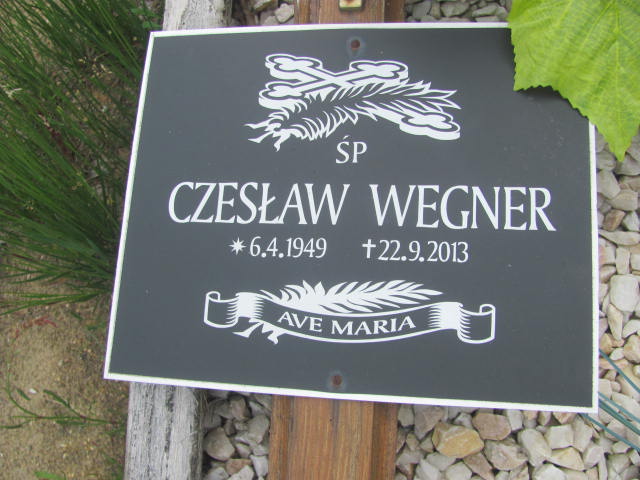 ŚP
CZESŁAW WEGNER
*6.4.1949 †22.9.2013
AVE MARIA